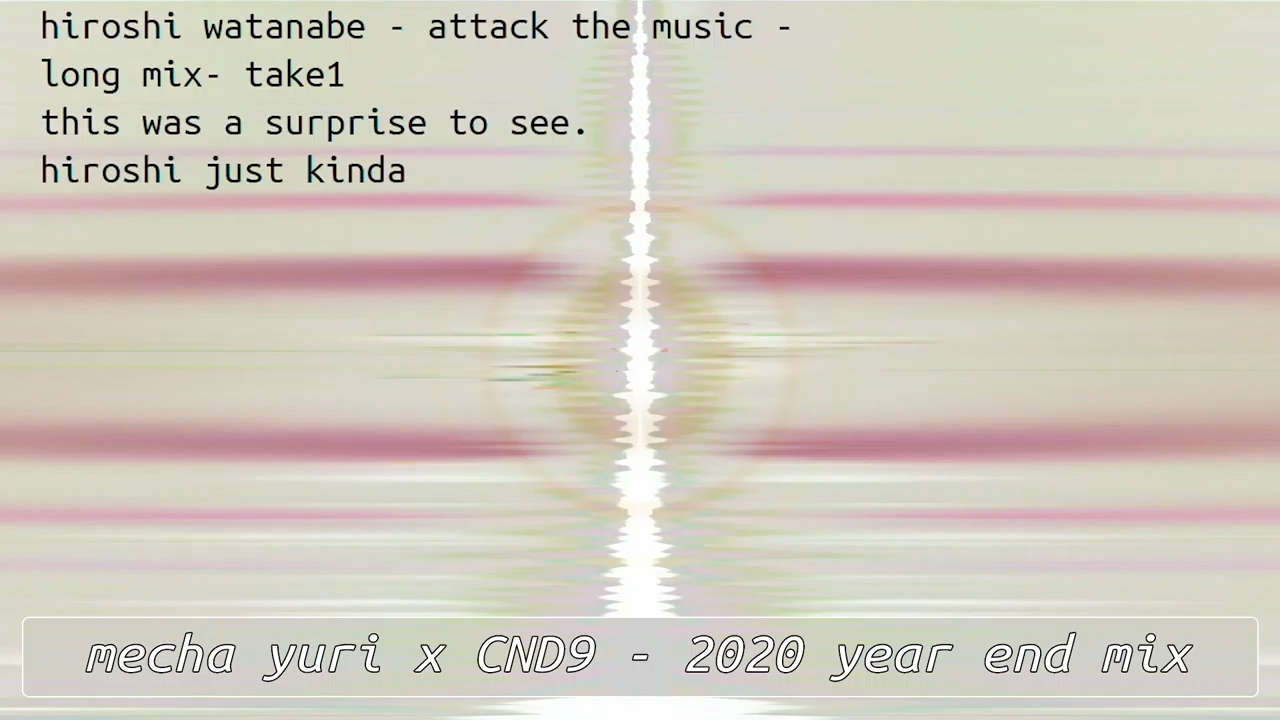 hiroshi watanabe - attack the music -
long mix- take1
this was a surprise to see.
hiroshi just kinda
mecha yuri x CND9 - 2020 year end mix